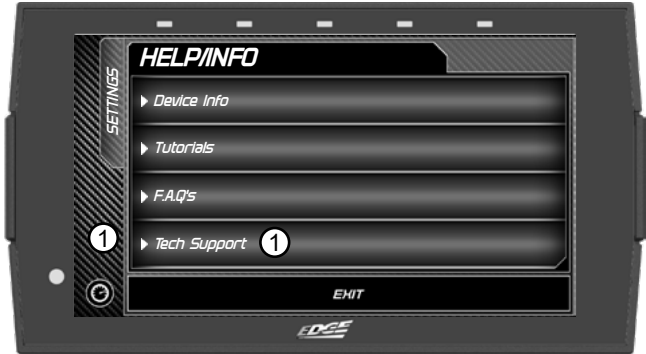 HELP/INFO
SETTINGS
Device Info
Tutorials
F.A.Q's
1 Tech Support 1
EXIT
EDGE